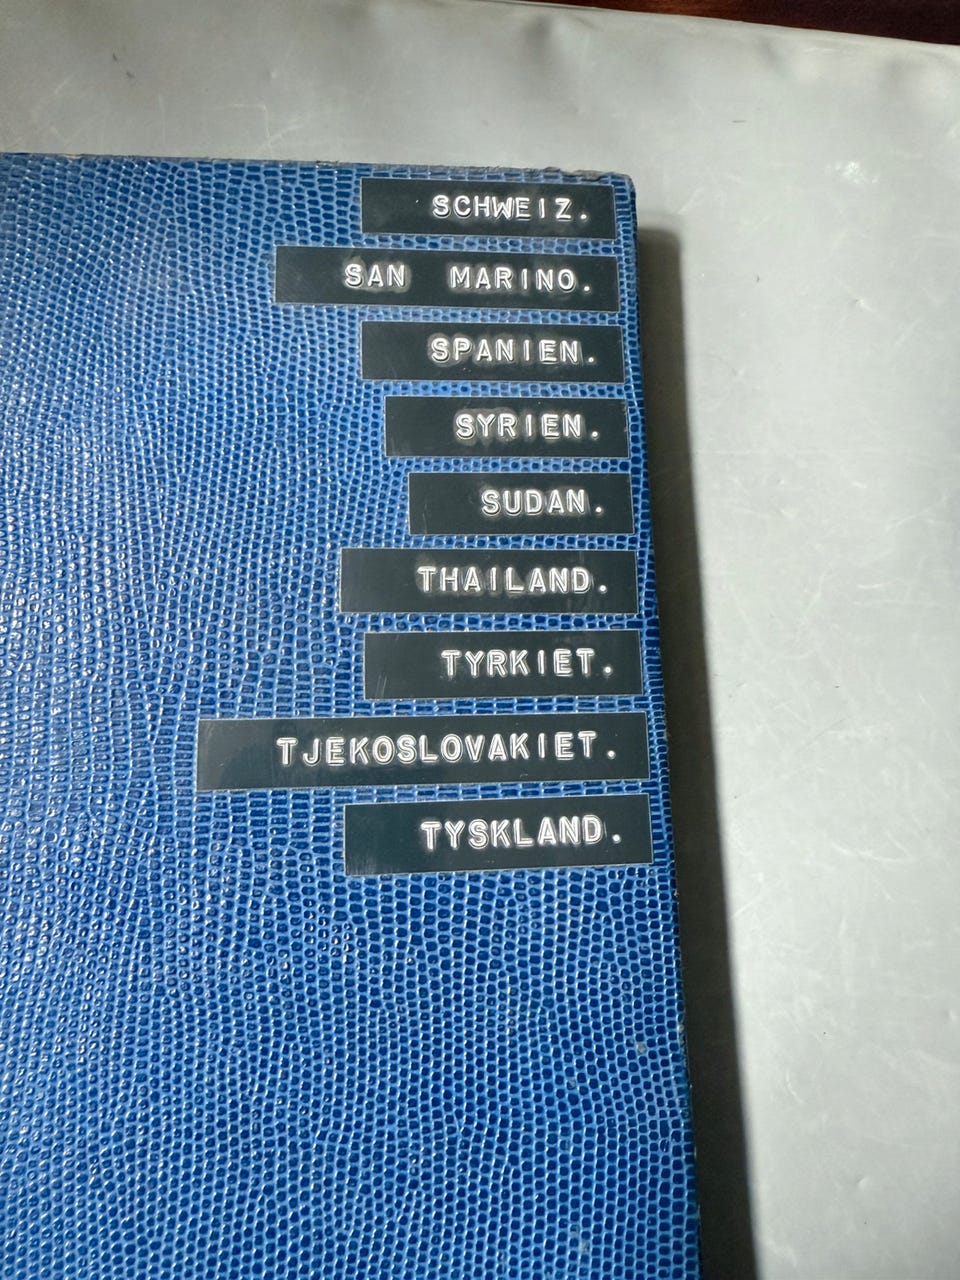 SCHWEIZ.
SAN MARINO.
SPANIEN.
SYRIEN.
SUDAN.
THAILAND.
TYRKIET.
TJEKOSLOVAKIET.
TYSKLAND.